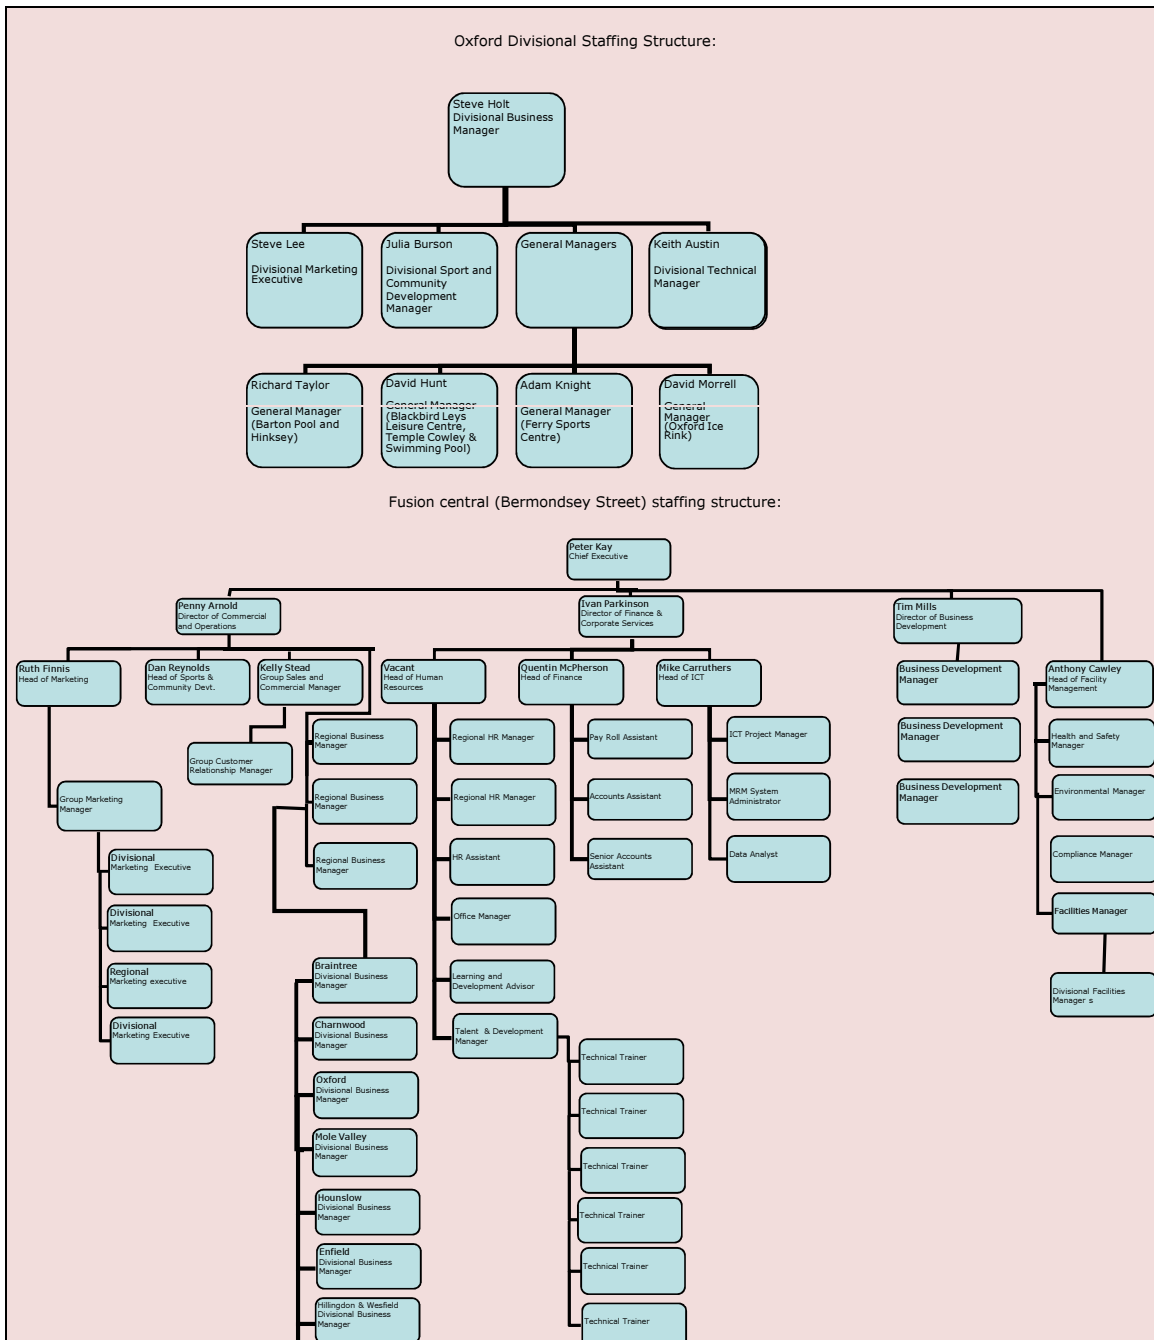 Oxford Divisional Staffing Structure:
Steve Holt
Divisional Business
Manager
Steve Lee
Divisional Marketing
Executive
Julia Burson
Divisional Sport and
Community
Development
Manager
General Managers
Keith Austin
Divisional Technical
Manager
Richard Taylor
General Manager
(Barton Pool and
Hinksey)
David Hunt
General Manager
(Blackbird Leys
Leisure Centre,
Temple Cowley &
Swimming Pool)
Adam Knight
General Manager
(Ferry Sports
Centre)
David Morrell
General
Manager
(Oxford Ice
Rink)
Fusion central (Bermondsey Street) staffing structure:
Peter Kay
Chief Executive
Penny Arnold
Director of Commercial
and Operations
Ivan Parkinson
Director of Finance &
Corporate Services
Tim Mills
Director of Business
Development
Ruth Finnis
Head of Marketing
Dan Reynolds
Head of Sports &
Community Devt.
Kelly Stead
Group Sales and
Commercial Manager
Vacant
Head of Human
Resources
Quentin McPherson
Head of Finance
Mike Carruthers
Head of ICT
Business Development
Manager
Anthony Cawley
Head of Facility
Management
Group Customer
Relationship Manager
Regional Business
Manager
Regional HR Manager
Pay Roll Assistant
ICT Project Manager
Business Development
Manager
Health and Safety
Manager
Group Marketing
Manager
Regional Business
Manager
Regional HR Manager
Accounts Assistant
MRM System
Administrator
Business Development
Manager
Environmental Manager
Divisional
Marketing Executive
Regional Business
Manager
HR Assistant
Senior Accounts
Assistant
Data Analyst
Compliance Manager
Divisional
Marketing Executive
Office Manager
Facilities Manager
Regional
Marketing executive
Braintree
Divisional Business
Manager
Learning and
Development Advisor
Divisional Facilities
Manager s
Divisional
Marketing Executive
Charnwood
Divisional Business
Manager
Talent & Development
Manager
Technical Trainer
Oxford
Divisional Business
Manager
Technical Trainer
Mole Valley
Divisional Business
Manager
Technical Trainer
Hounslow
Divisional Business
Manager
Technical Trainer
Enfield
Divisional Business
Manager
Technical Trainer
Hillingdon & Wesfield
Divisional Business
Manager
Technical Trainer